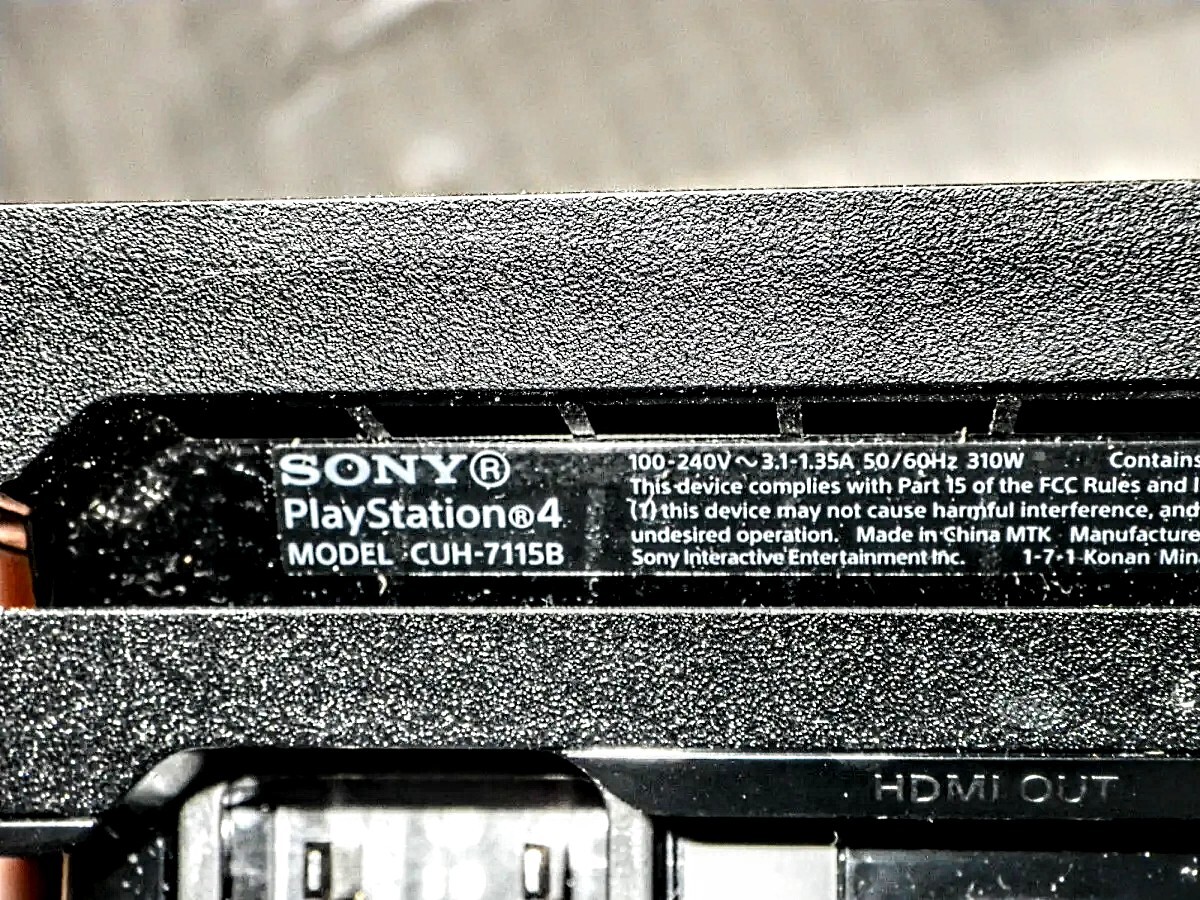 SONY®
PlayStation®4
MODEL CUH-7115B
100-240V～3.1-1.35A 50/60Hz 310W Contains
This device complies with Part 15 of the FCC Rules and
(1) this device may not cause harmful interference, and
undesired operation. Made in China MTK Manufacture
Sony Interactive Entertainment Inc. 1-7-1 Konan Min
HDMI OUT